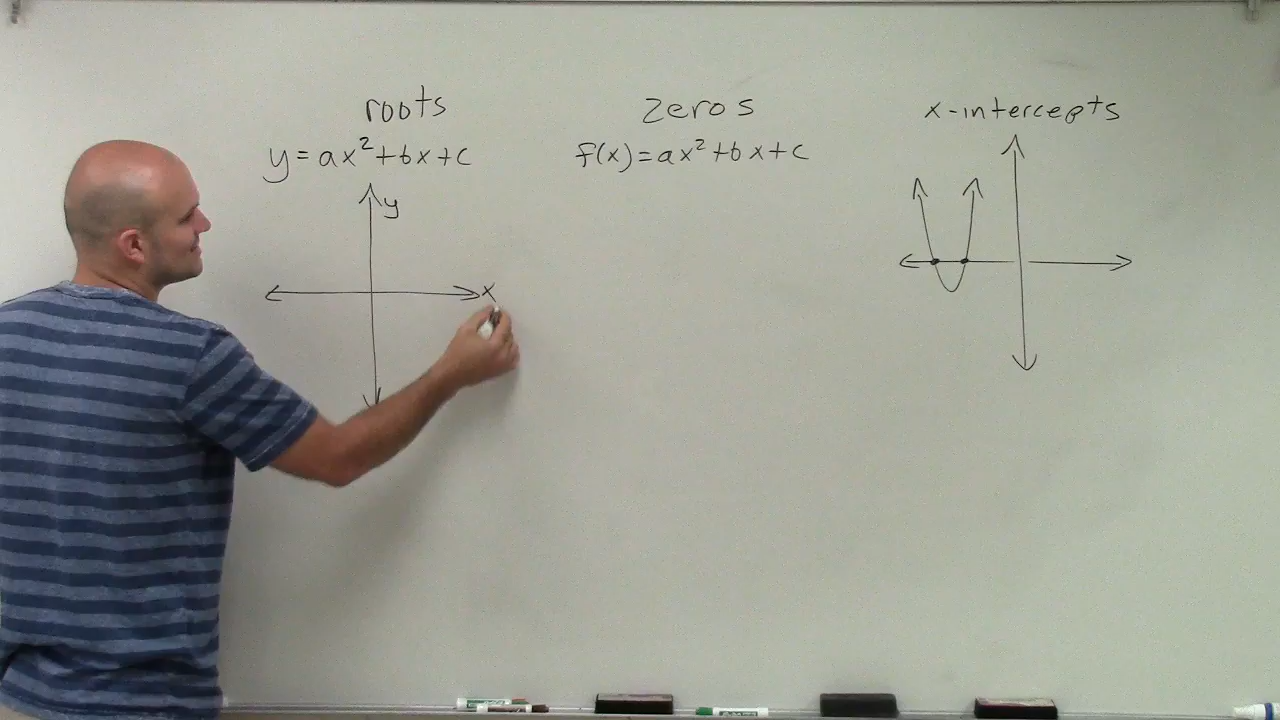 roots
y=ax²+bx+c
y
x
zeros
f(x)=ax²+bx+c
x-intercepts